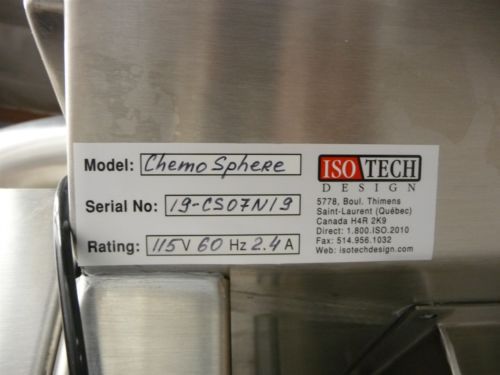 Model: Chemo Sphere
Serial No: 19-CS07N19
Rating: 115V 60 Hz 2.4 A
ISO TECH
DESIGN
5778, Boul. Thimens
Saint-Laurent (Québec)
Canada H4R 2K9
Direct: 1.800.ISO.2010
Fax: 514.956.1032
Web: isotechdesign.com